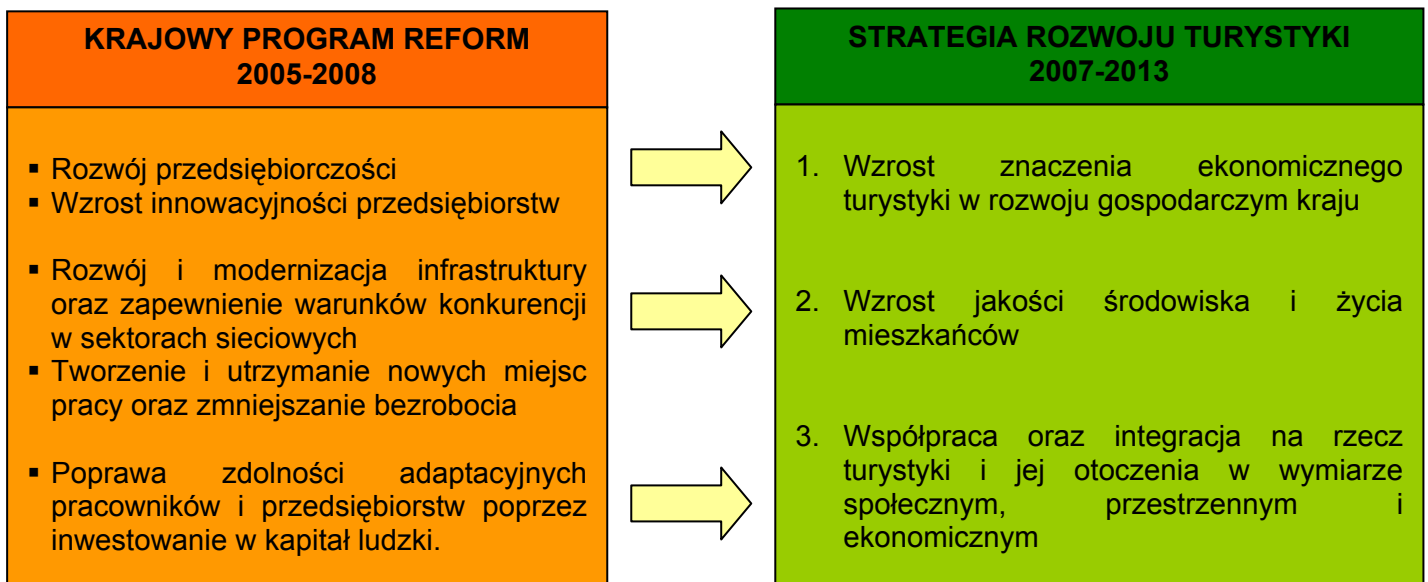 KRAJOWY PROGRAM REFORM
2005-2008
▪ Rozwój przedsiębiorczości
▪ Wzrost innowacyjności przedsiębiorstw
▪ Rozwój i modernizacja infrastruktury
oraz zapewnienie warunków konkurencji
w sektorach sieciowych
▪ Tworzenie i utrzymanie nowych miejsc
pracy oraz zmniejszanie bezrobocia
▪ Poprawa zdolności adaptacyjnych
pracowników i przedsiębiorstw poprzez
inwestowanie w kapitał ludzki.
STRATEGIA ROZWOJU TURYSTYKI
2007-2013
1. Wzrost znaczenia ekonomicznego
turystyki w rozwoju gospodarczym kraju
2. Wzrost jakości środowiska i życia
mieszkańców
3. Współpraca oraz integracja na rzecz
turystyki i jej otoczenia w wymiarze
społecznym, przestrzennym i
ekonomicznym